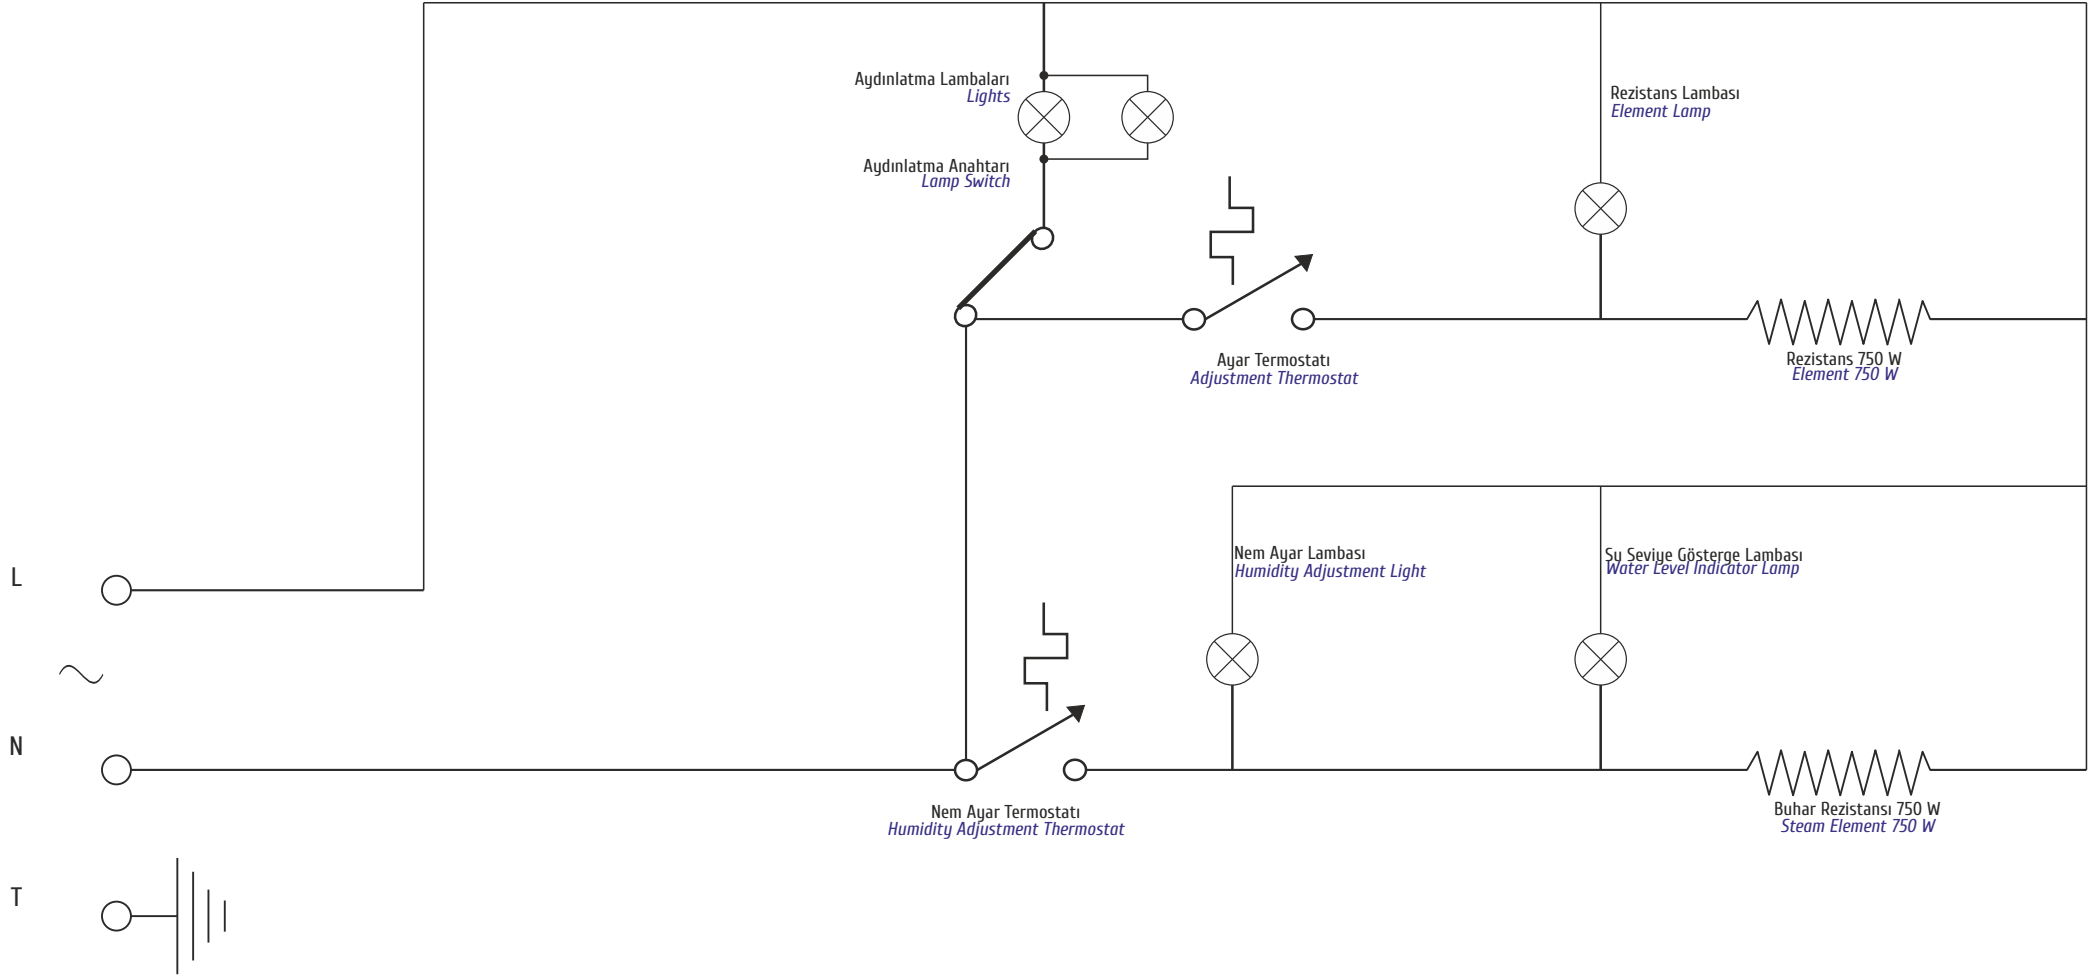 Aydınlatma Lambaları
Lights
Rezistans Lambası
Element Lamp
Aydınlatma Anahtarı
Lamp Switch
Ayar Termostatı
Adjustment Thermostat
Rezistans 750 W
Element 750 W
Nem Ayar Lambası
Humidity Adjustment Light
Su Seviye Gösterge Lambası
Water Level Indicator Lamp
L
N
Nem Ayar Termostatı
Humidity Adjustment Thermostat
Buhar Rezistansı 750 W
Steam Element 750 W
T